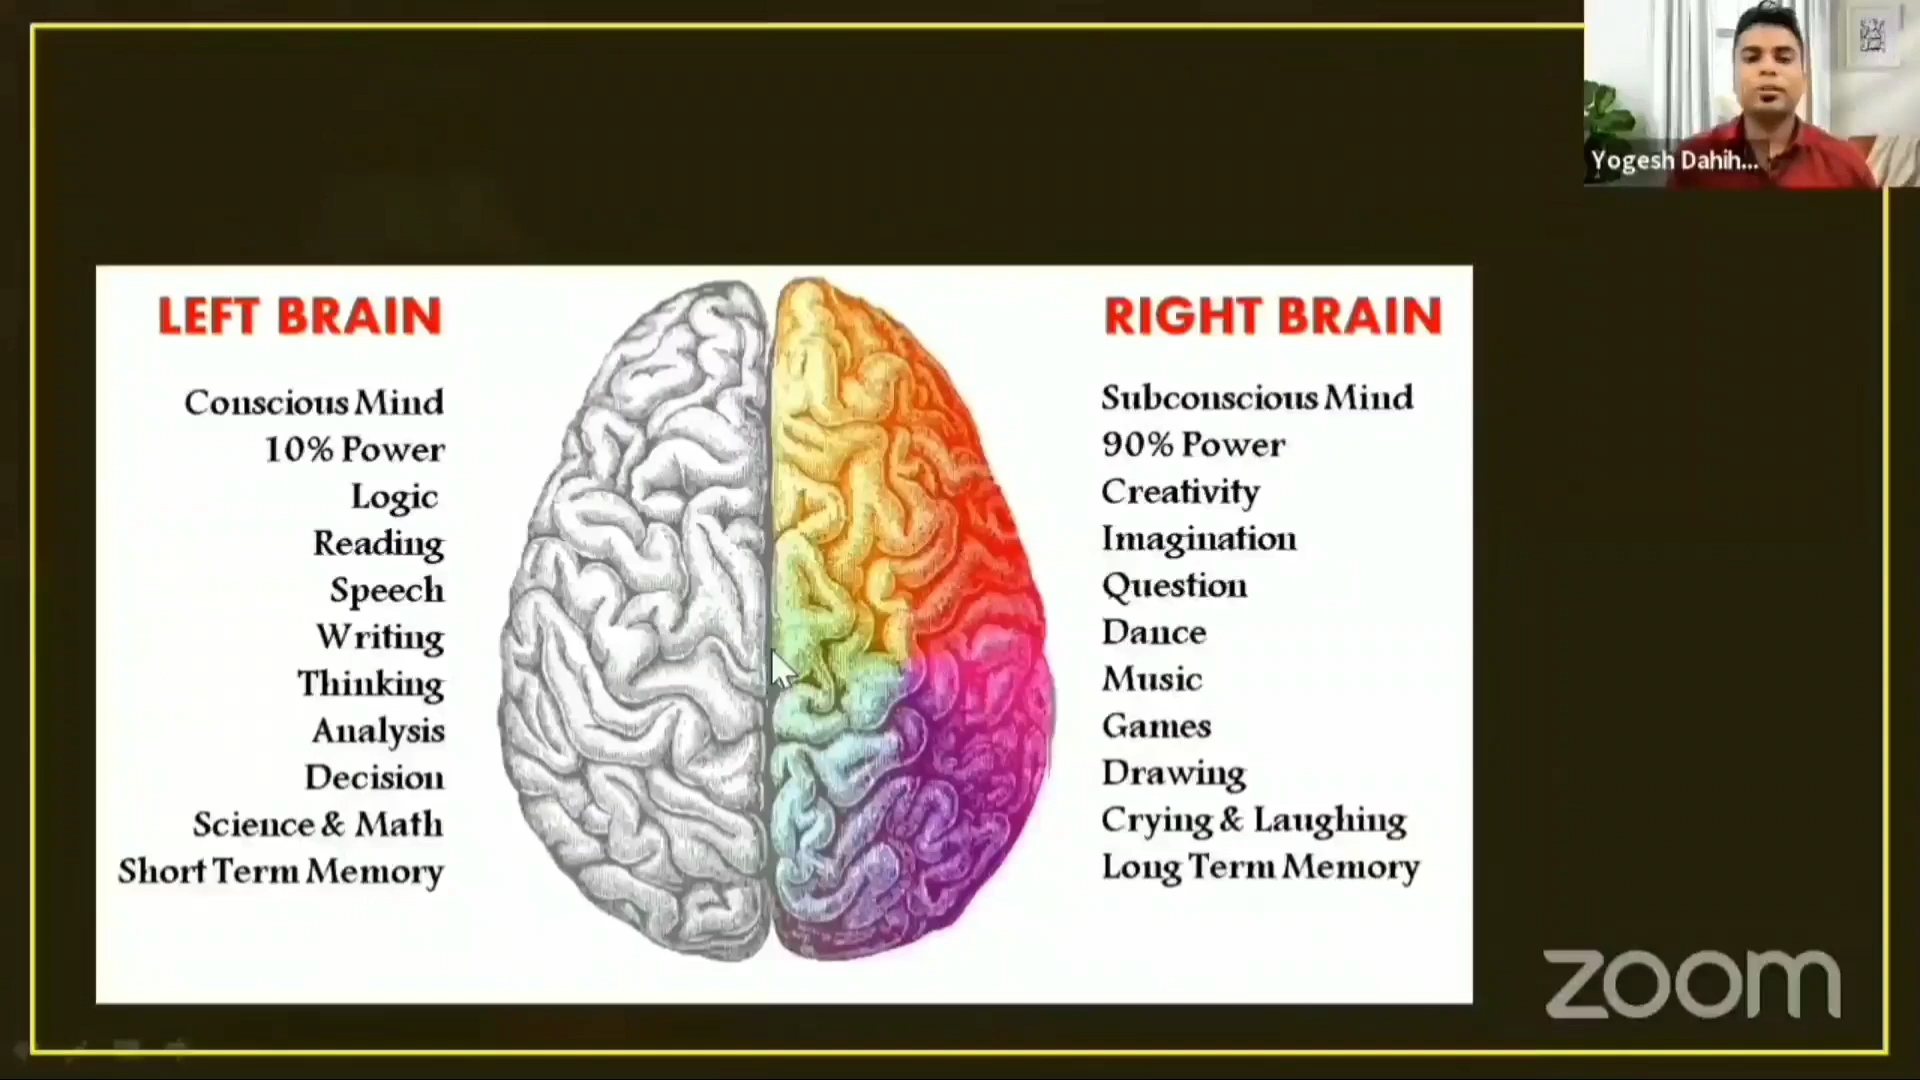 Yogesh Dahih...
LEFT BRAIN
Conscious Mind
10% Power
Logic
Reading
Speech
Writing
Thinking
Analysis
Decision
Science & Math
Short Term Memory
RIGHT BRAIN
Subconscious Mind
90% Power
Creativity
Imagination
Question
Dance
Music
Games
Drawing
Crying & Laughing
Long Term Memory
zoom